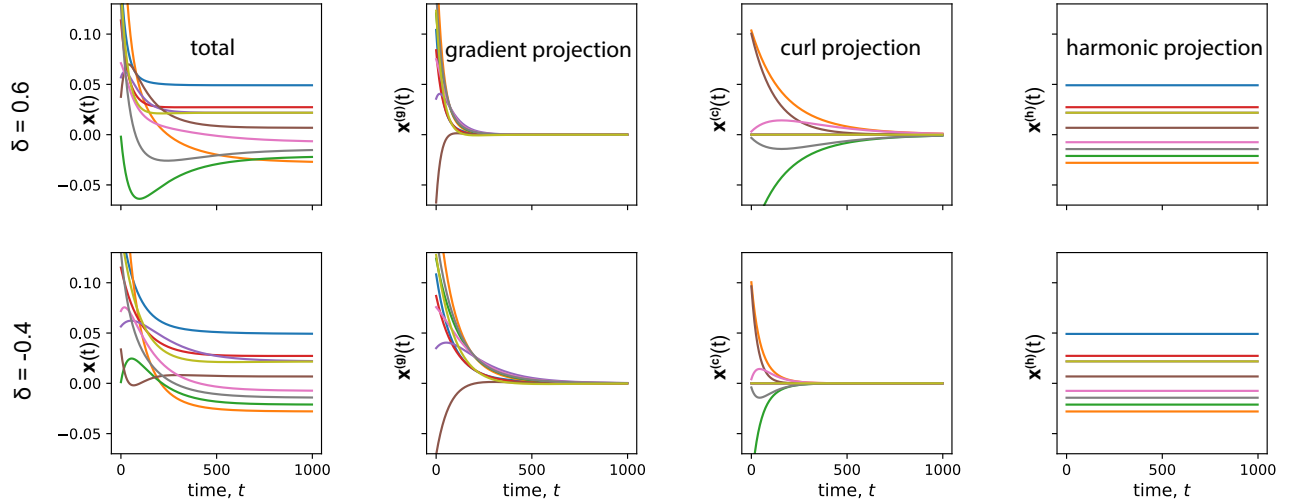 total
gradient projection
curl projection
harmonic projection
δ = 0.6
x(t)
0.10
0.05
0.00
−0.05
x⁽ᵍ⁾(t)
x⁽ᶜ⁾(t)
x⁽ʰ⁾(t)
δ = -0.4
x(t)
0.10
0.05
0.00
−0.05
x⁽ᵍ⁾(t)
x⁽ᶜ⁾(t)
x⁽ʰ⁾(t)
0 500 1000
0 500 1000
0 500 1000
0 500 1000
time, t
time, t
time, t
time, t